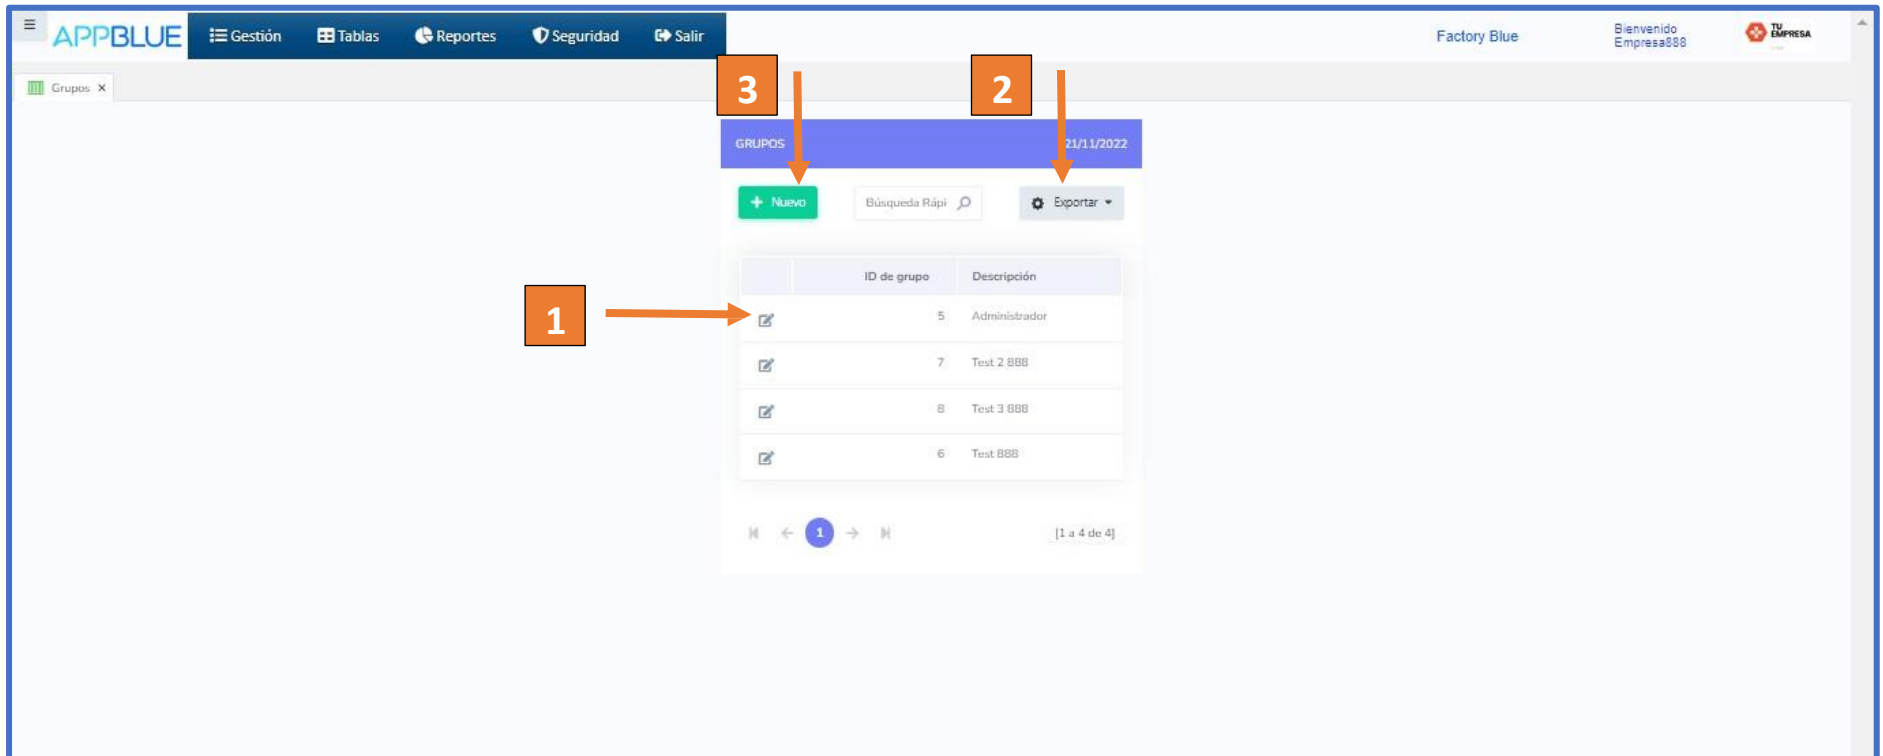 APPBLUE Gestión Tablas Reportes Seguridad Salir Factory Blue Bienvenido Empresa888 TU EMPRESA
Grupos x
3 2
GRUPOS 21/11/2022
+ Nuevo Búsqueda Rápi Exportar
ID de grupo Descripción
1
5 Administrador
7 Test 2 888
8 Test 3 888
6 Test 888
1 [1 a 4 de 4]